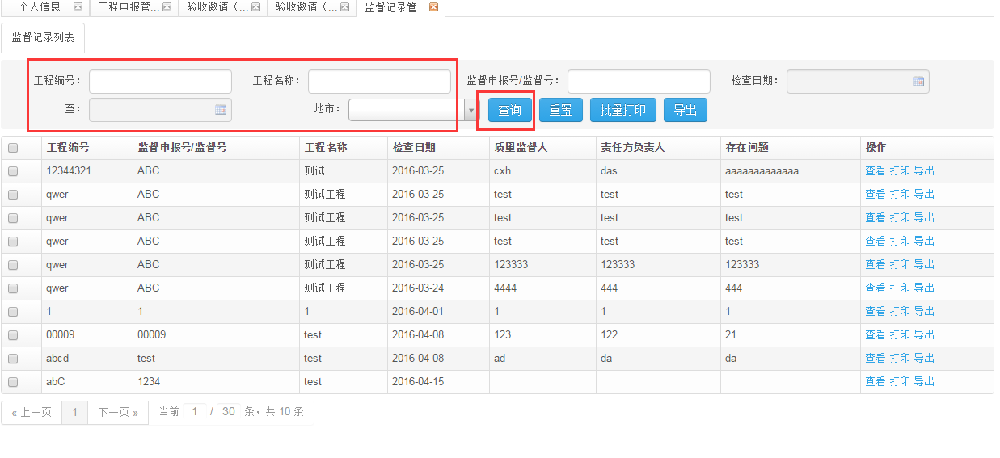 个人信息 工程申报管... 验收邀请（... 验收邀请（... 监督记录管...
监督记录列表
工程编号： 工程名称： 监督申报号/监督号： 检查日期：
至： 地市： 查询 重置 批量打印 导出
工程编号 监督申报号/监督号 工程名称 检查日期 质量监督人 责任方负责人 存在问题 操作
12344321 ABC 测试 2016-03-25 cxh das aaaaaaaaaaaaa 查看 打印 导出
qwer ABC 测试工程 2016-03-25 test test test 查看 打印 导出
qwer ABC 测试工程 2016-03-25 test test test 查看 打印 导出
qwer ABC 测试工程 2016-03-25 test test test 查看 打印 导出
qwer ABC 测试工程 2016-03-25 123333 123333 123333 查看 打印 导出
qwer ABC 测试工程 2016-03-24 4444 444 444 查看 打印 导出
1 1 1 2016-04-01 1 1 1 查看 打印 导出
00009 00009 test 2016-04-08 123 122 21 查看 打印 导出
abcd test test 2016-04-08 ad da da 查看 打印 导出
abC 1234 test 2016-04-15 查看 打印 导出
« 上一页 1 下一页 » 当前 1 / 30 条，共 10 条